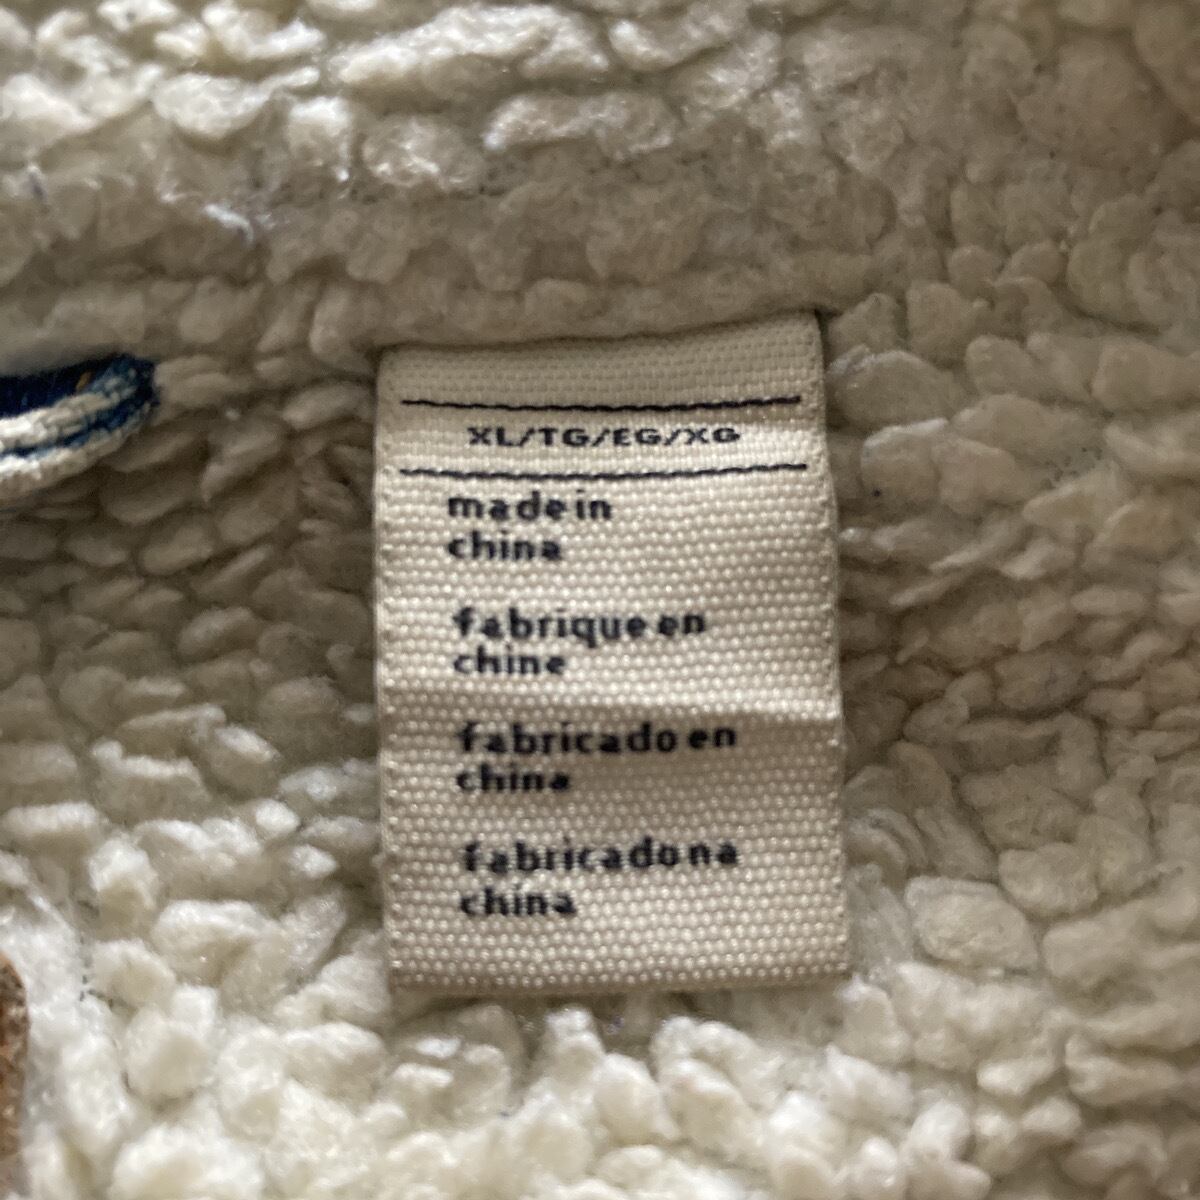 XL/TG/EG/XG
made in
china
fabrique en
chine
fabricado en
china
fabricado na
china